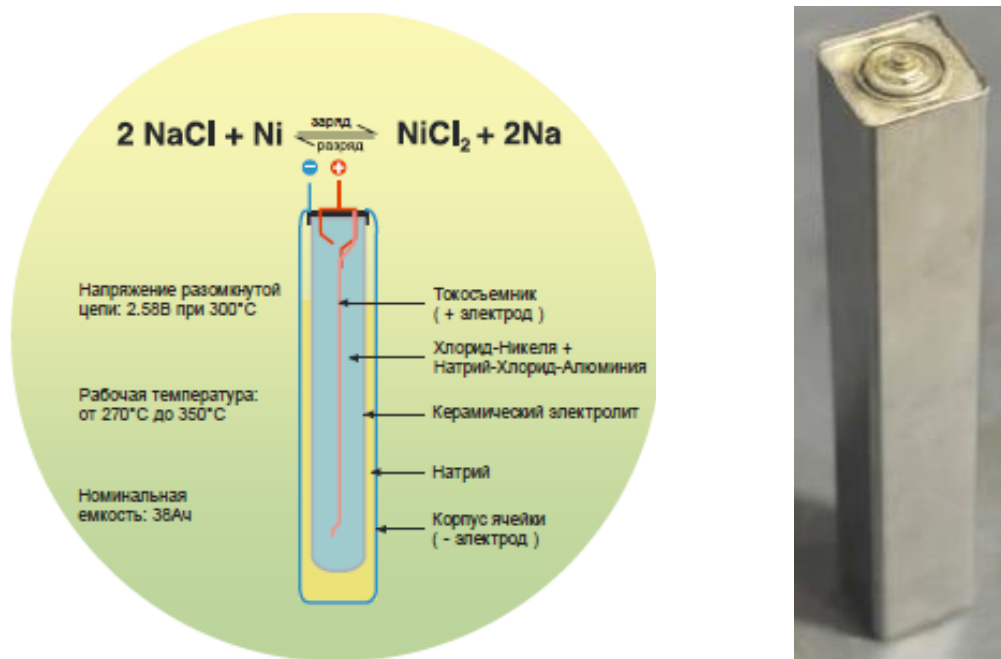 2 NaCl + Ni заряд разряд NiCl₂ + 2Na
Напряжение разомкнутой
цепи: 2.58В при 300°С
Рабочая температура:
от 270°С до 350°С
Номинальная
емкость: 38Ач
− +
Токосъемник
( + электрод )
Хлорид-Никеля +
Натрий-Хлорид-Алюминия
Керамический электролит
Натрий
Корпус ячейки
( - электрод )